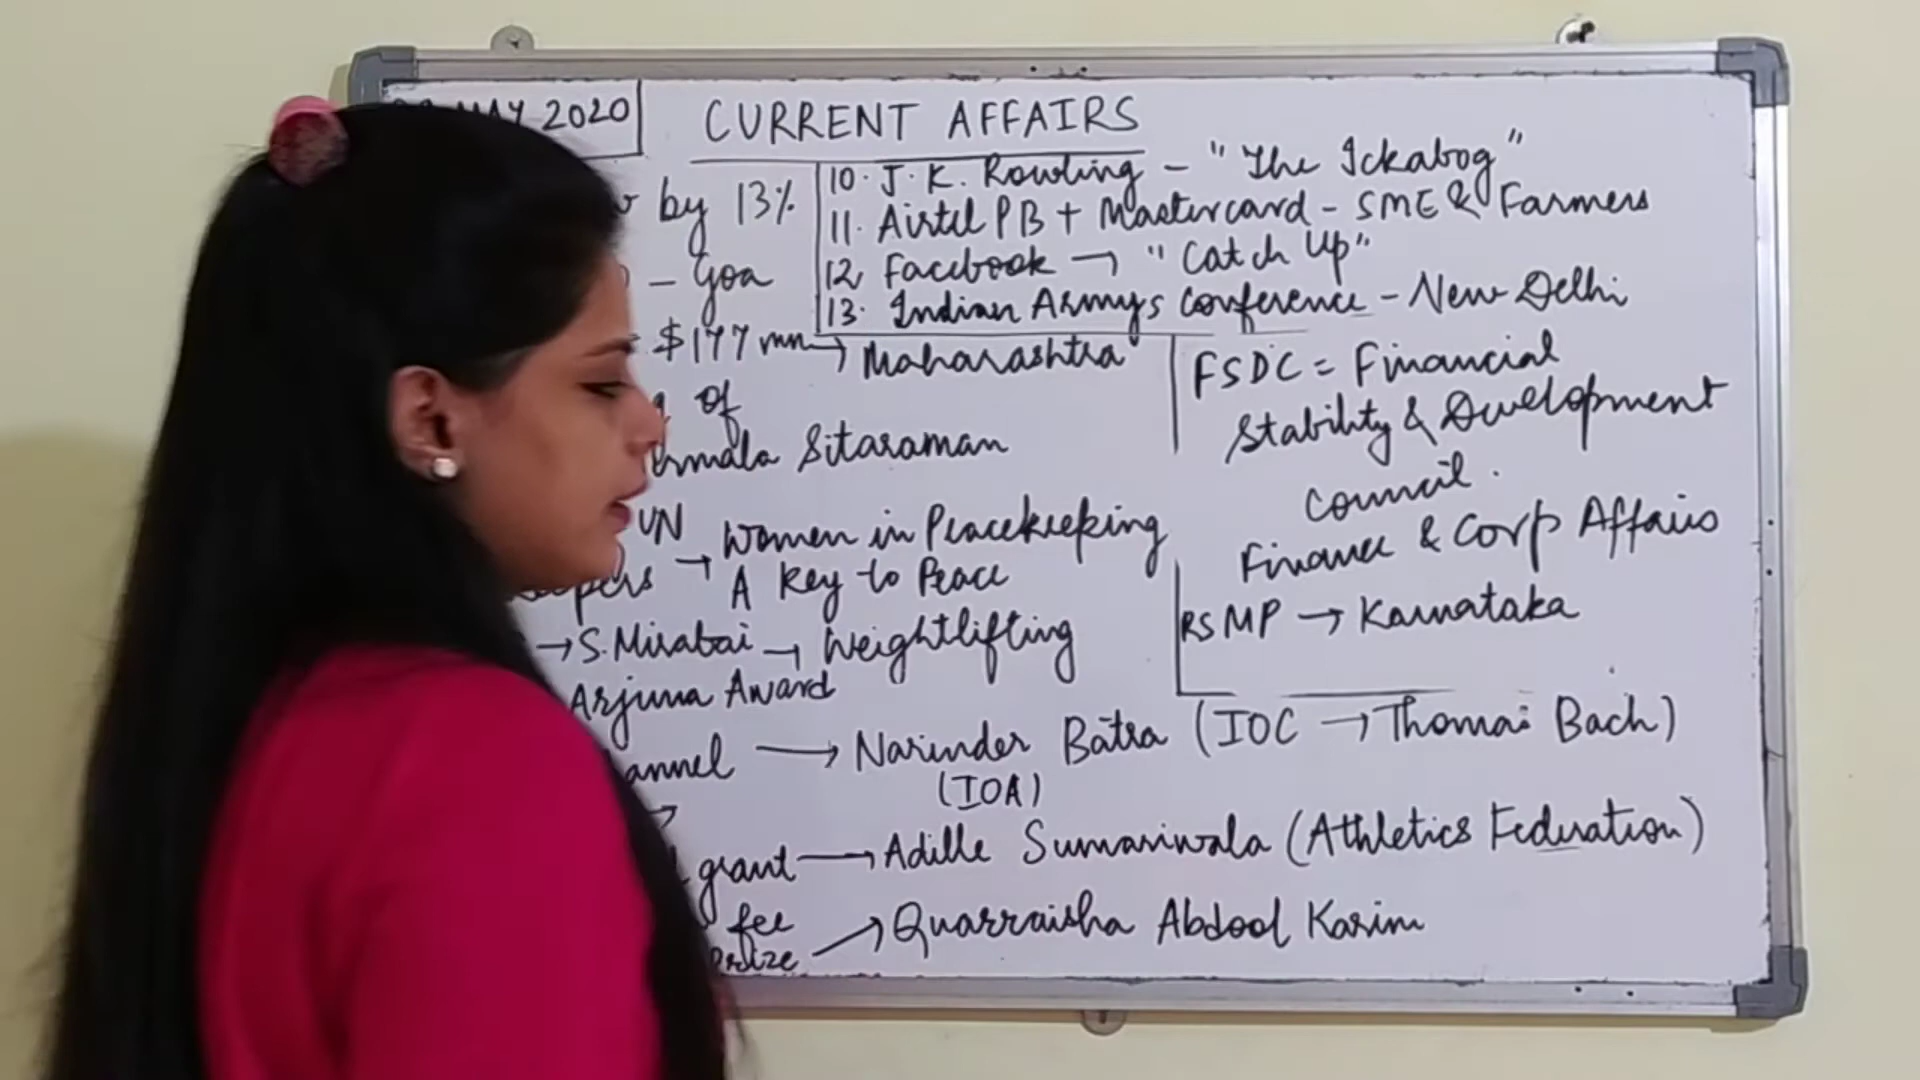 MAY 2020
CURRENT AFFAIRS
by 13%
- Goa
$177 mn → Maharashtra
of
Sitaraman
UN
→ Women in Peacekeeping
A Key to Peace
→ S. Mirabai → Weightlifting
Arjuna Award
→ Narinder Batra (IOC → Thomas Bach)
(IOA)
grant → Adille Sumariwala (Athletics Federation)
fee
Prize → Quarraisha Abdool Karim
10. J. K. Rowling - "The Ickabog"
11. Airtel PB + Mastercard - SME & Farmers
12. Facebook → "Catch Up"
13. Indian Army's Conference - New Delhi
FSDC = Financial
Stability & Development
Council.
Finance & Corp Affairs
RSMP → Karnataka